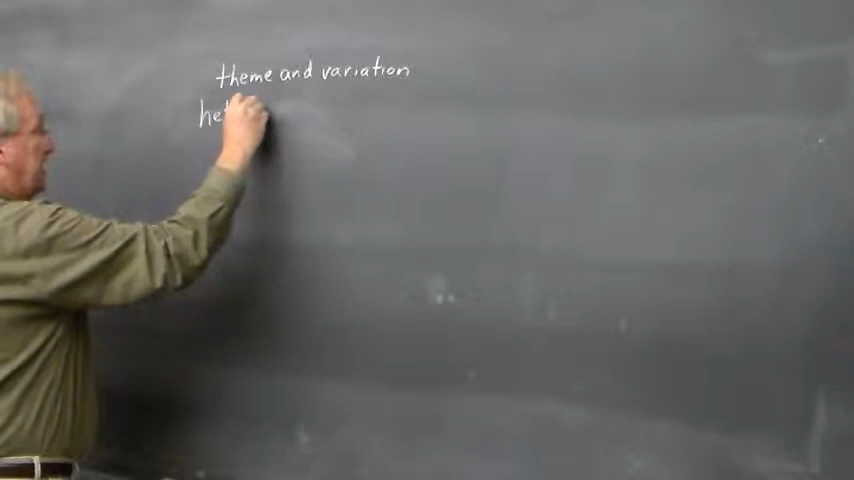 theme and variation
het